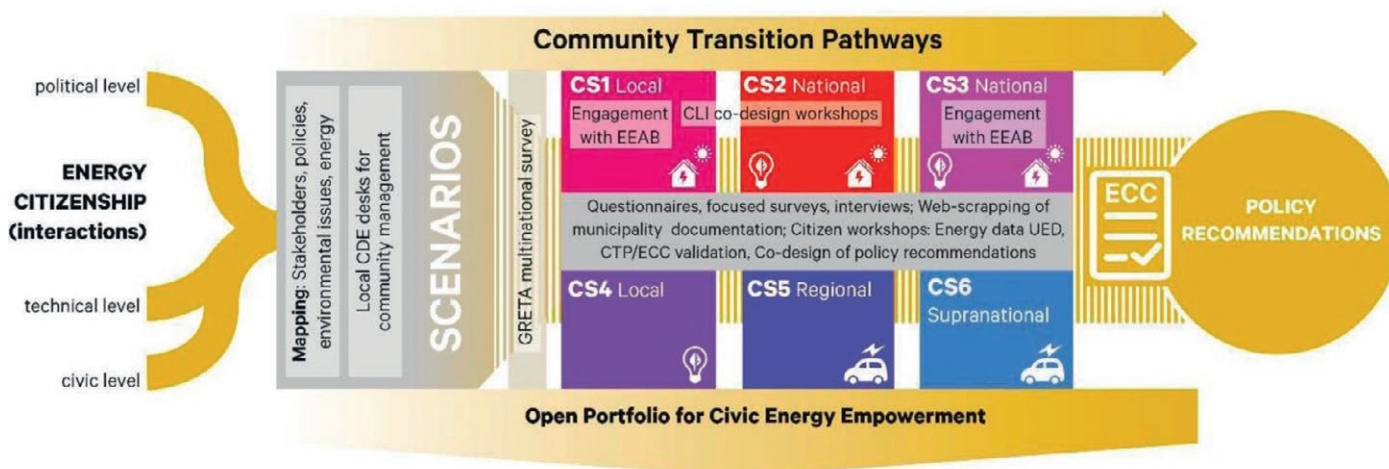 Community Transition Pathways
political level
ENERGY
CITIZENSHIP
(interactions)
technical level
civic level
Mapping: Stakeholders, policies,
environmental issues, energy
Local CDE desks for
community management
SCENARIOS
GRETA multinational survey
CS1 Local
Engagement
with EEAB
CS2 National
CLI co-design workshops
CS3 National
Engagement
with EEAB
Questionnaires, focused surveys, interviews; Web-scrapping of
municipality documentation; Citizen workshops: Energy data UED,
CTP/ECC validation, Co-design of policy recommendations
CS4 Local
CS5 Regional
CS6
Supranational
ECC
POLICY
RECOMMENDATIONS
Open Portfolio for Civic Energy Empowerment